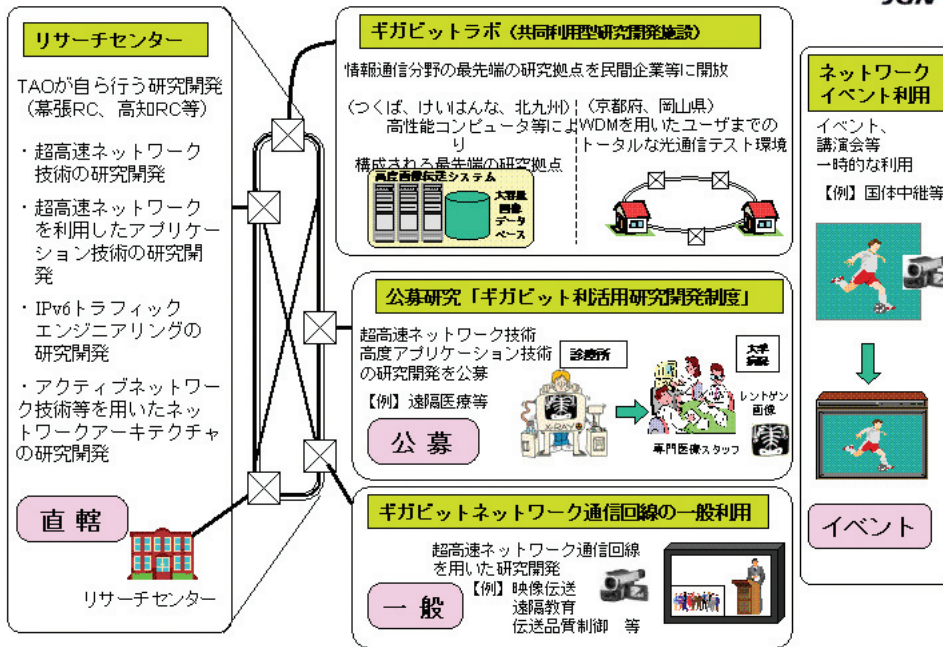 JGN
リサーチセンター
TAOが自ら行う研究開発
（幕張RC、高知RC等）
・超高速ネットワーク
技術の研究開発
・超高速ネットワーク
を利用したアプリケー
ション技術の研究開
発
・IPv6トラフィック
エンジニアリングの
研究開発
・アクティブネットワー
ク技術等を用いたネッ
トワークアーキテクチャ
の研究開発
直轄
リサーチセンター
ギガビットラボ（共同利用型研究開発施設）
情報通信分野の最先端の研究拠点を民間企業等に開放
（つくば、けいはんな、北九州）
高性能コンピュータ等によ
り
構成される最先端の研究拠点
高度画像伝送システム
大容量
画像
データ
ベース
（京都府、岡山県）
WDMを用いたユーザまでの
トータルな光通信テスト環境
公募研究「ギガビット利活用研究開発制度」
超高速ネットワーク技術
高度アプリケーション技術
の研究開発を公募
【例】遠隔医療等
公募
診療所
X-RAY
大学
病院
レントゲン
画像
専門医療スタッフ
ギガビットネットワーク通信回線の一般利用
超高速ネットワーク通信回線
を用いた研究開発
【例】映像伝送
遠隔教育
伝送品質制御　等
一般
ネットワーク
イベント利用
イベント、
講演会等
一時的な利用
【例】国体中継等
イベント